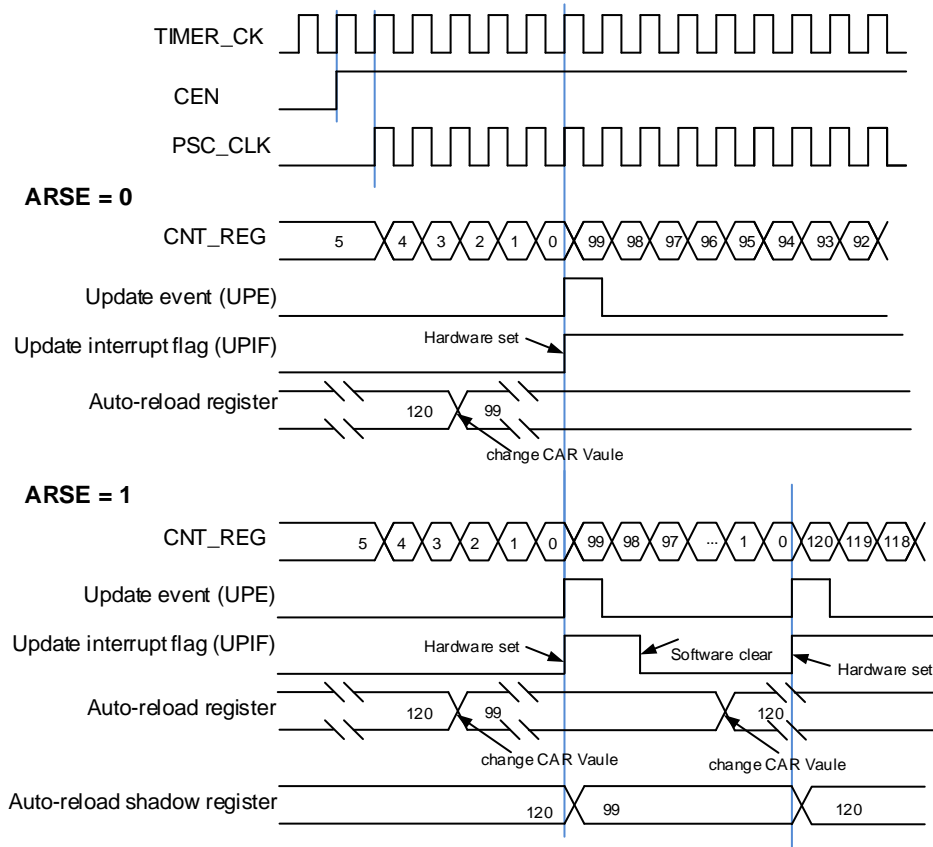 TIMER_CK
CEN
PSC_CLK
ARSE = 0
CNT_REG 5 4 3 2 1 0 99 98 97 96 95 94 93 92
Update event (UPE)
Update interrupt flag (UPIF) Hardware set
Auto-reload register 120 99
change CAR Vaule
ARSE = 1
CNT_REG 5 4 3 2 1 0 99 98 97 ... 1 0 120 119 118
Update event (UPE)
Update interrupt flag (UPIF) Hardware set Software clear Hardware set
Auto-reload register 120 99 120
change CAR Vaule change CAR Vaule
Auto-reload shadow register 120 99 120